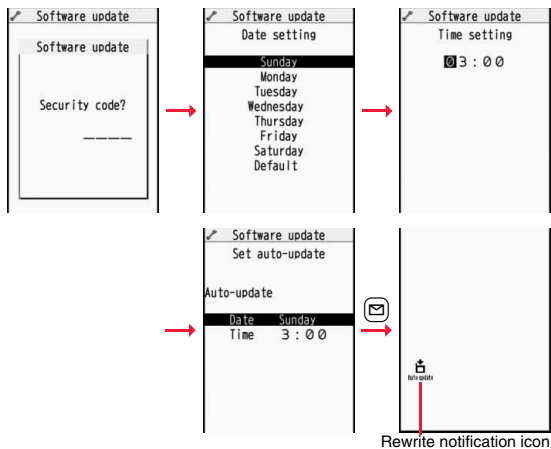 Software update
Software update
Security code?
____
Software update
Date setting
Sunday
Monday
Tuesday
Wednesday
Thursday
Friday
Saturday
Default
Software update
Time setting
03:00
Software update
Set auto-update
Auto-update
Date Sunday
Time 3:00
Auto update
Rewrite notification icon